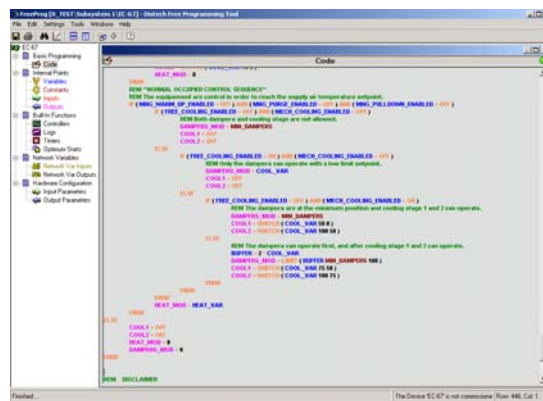 FreeProg [X_TEST\Subsystem 1\EC-67] - Distech Free Programming Tool
File Edit Settings Tools Windows Help
EC-67
Basic Programming
Code
Internal Points
Variables
Constants
Inputs
Outputs
Built-In Functions
Controllers
Logs
Timers
Optimum Starts
Network Variables
Network Var Inputs
Network Var Outputs
Hardware Configuration
Input Parameters
Output Parameters
Code
HEAT_MOD = 0
ENDIF
REM "NORMAL OCCUPIED CONTROL SEQUENCE"
REM The equipement are control in order to reach the supply air temperature setpoint.
IF ( MNG_WARM_UP_ENABLED = OFF ) AND ( MNG_PURGE_ENABLED = OFF ) AND ( MNG_PULLDOWN_ENABLED = OFF )
IF ( FREE_COOLING_ENABLED = OFF ) AND ( MECH_COOLING_ENABLED = OFF )
REM Both dampers and cooling stage are not allowed.
DAMPERS_MOD = MIN_DAMPERS
COOL1 = OFF
COOL2 = OFF
ELSE
IF ( FREE_COOLING_ENABLED = ON ) AND ( MECH_COOLING_ENABLED = OFF )
REM Only the dampers can operate with a low limit setpoint.
DAMPERS_MOD = COOL_VAR
COOL1 = OFF
COOL2 = OFF
ELSE
IF ( FREE_COOLING_ENABLED = OFF ) AND ( MECH_COOLING_ENABLED = ON )
REM The dampers are at the minimum position and cooling stage 1 and 2 can operate.
DAMPERS_MOD = MIN_DAMPERS
COOL1 = SWITCH ( COOL_VAR 50 0 )
COOL2 = SWITCH ( COOL_VAR 100 50 )
ELSE
REM The dampers can operate first, and after cooling stage 1 and 2 can operate.
BUFFER = 2 * COOL_VAR
DAMPERS_MOD = LIMIT ( BUFFER MIN_DAMPERS 100 )
COOL1 = SWITCH ( COOL_VAR 75 50 )
COOL2 = SWITCH ( COOL_VAR 100 75 )
ENDIF
ENDIF
ENDIF
HEAT_MOD = HEAT_VAR
ENDIF
ELSE
COOL1 = OFF
COOL2 = OFF
HEAT_MOD = 0
DAMPERS_MOD = 0
ENDIF
REM DISCLAIMER
Finished ...
The Device 'EC-67' is not commissione Row: 446, Col: 1